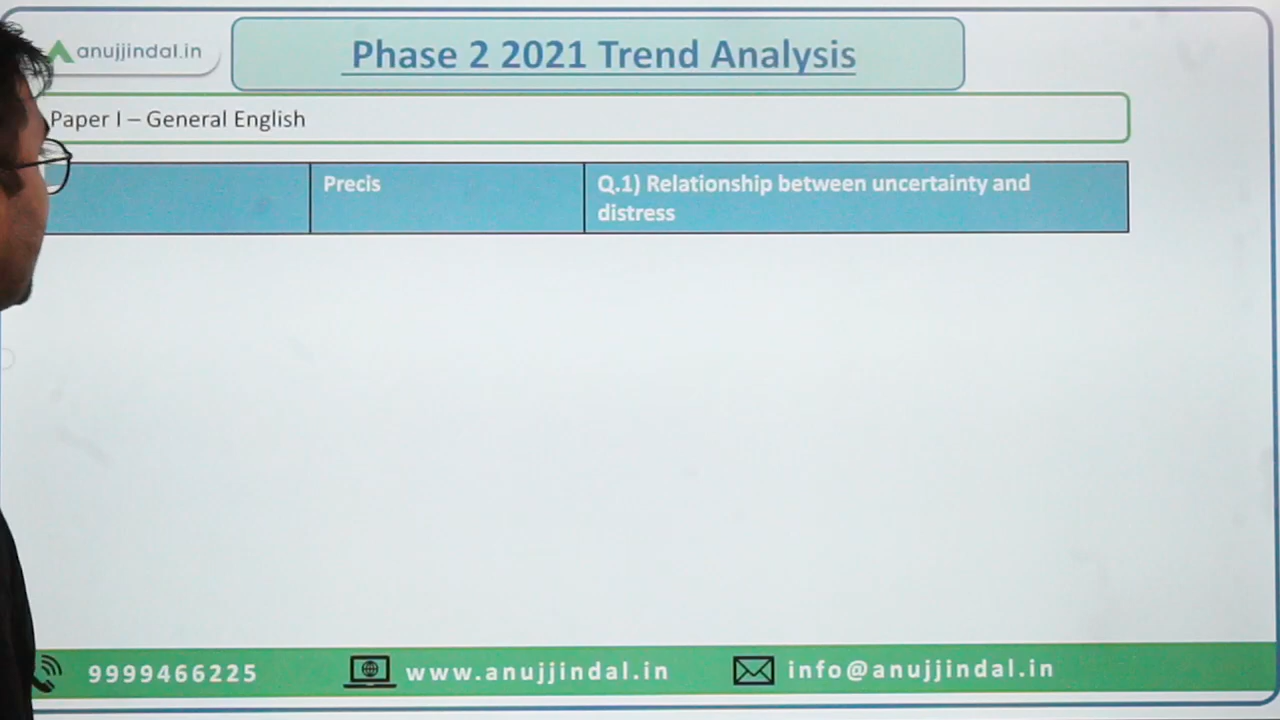 anujjindal.in
Phase 2 2021 Trend Analysis
Paper I – General English
Precis
Q.1) Relationship between uncertainty and
distress
9999466225
www.anujjindal.in
info@anujjindal.in